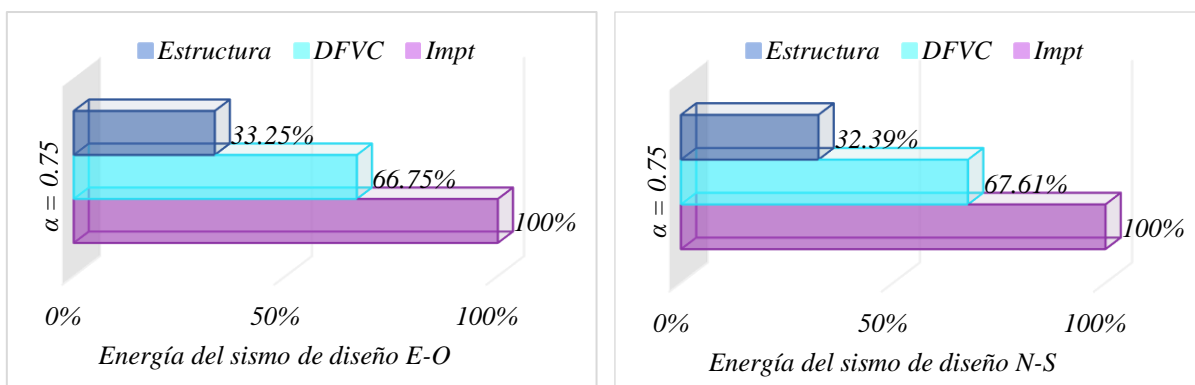 Estructura DFVC Impt
α = 0.75
33.25%
66.75%
100%
0% 50% 100%
Energía del sismo de diseño E-O
Estructura DFVC Impt
α = 0.75
32.39%
67.61%
100%
0% 50% 100%
Energía del sismo de diseño N-S